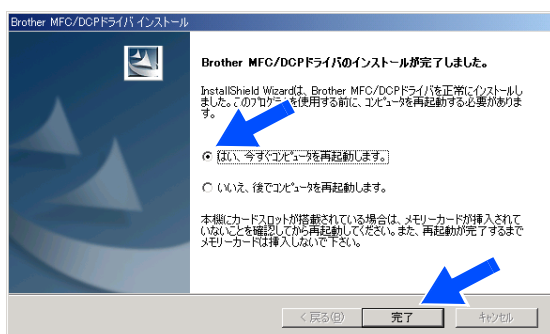 Brother MFC/DCPドライバ インストール
Brother MFC/DCPドライバのインストールが完了しました。
InstallShield Wizardは、Brother MFC/DCPドライバを正常にインストールし
ました。このプログラムを使用する前に、コンピュータを再起動する必要がありま
す。
はい、今すぐコンピュータを再起動します。
いいえ、後でコンピュータを再起動します。
本機にカードスロットが搭載されている場合は、メモリーカードが挿入されて
いないことを確認してから再起動してください。また、再起動が完了するまで
メモリーカードは挿入しないで下さい。
< 戻る(B)
完了
キャンセル